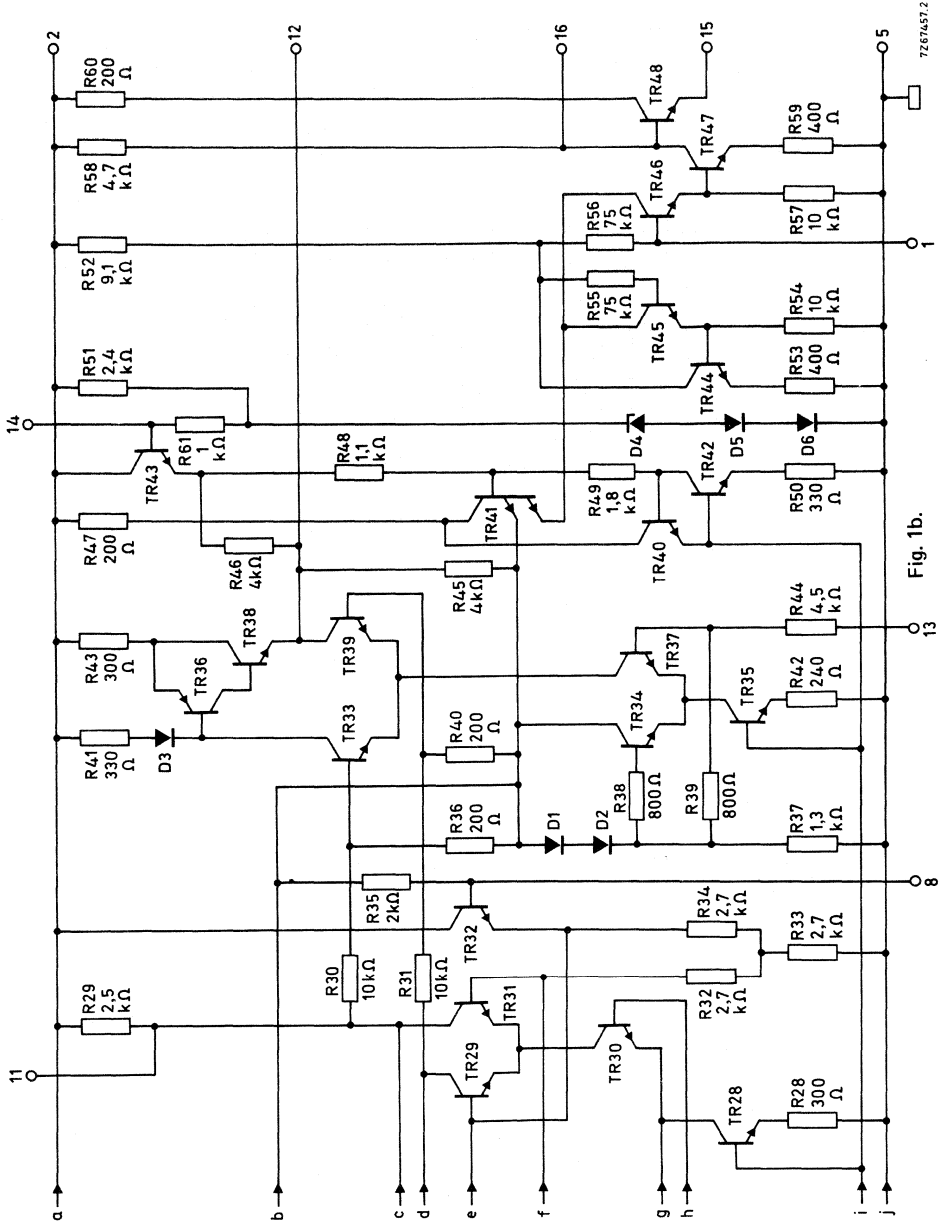 11
14
2
R29
2,5
kΩ
R41
330
Ω
R43
300
Ω
R47
200
Ω
R51
2,4
kΩ
R52
9,1
kΩ
R58
4,7
kΩ
R60
200
Ω
D3
TR36
TR38
R46
4kΩ
TR43
R61
1
kΩ
12
R30
10kΩ
R35
2kΩ
TR33
TR39
R48
1,1
kΩ
R31
10kΩ
R36
200
Ω
R40
200
Ω
R45
4kΩ
TR29
TR31
TR32
TR41
D1
D2
16
R49
1,8
kΩ
R55
75
kΩ
R56
75
kΩ
TR30
TR34
TR37
TR40
D4
TR45
TR46
TR48
R38
800Ω
R39
800Ω
TR28
R32
2,7
kΩ
R34
2,7
kΩ
TR35
TR42
D5
TR44
TR47
15
R28
300
Ω
R33
2,7
kΩ
R37
1,3
kΩ
R42
240
Ω
R44
4,5
kΩ
R50
330
Ω
D6
R53
400
Ω
R54
10
kΩ
R57
10
kΩ
R59
400
Ω
5
8
13
1
a
b
c
d
e
f
g
h
i
j
Fig. 1b.
7Z67457.2